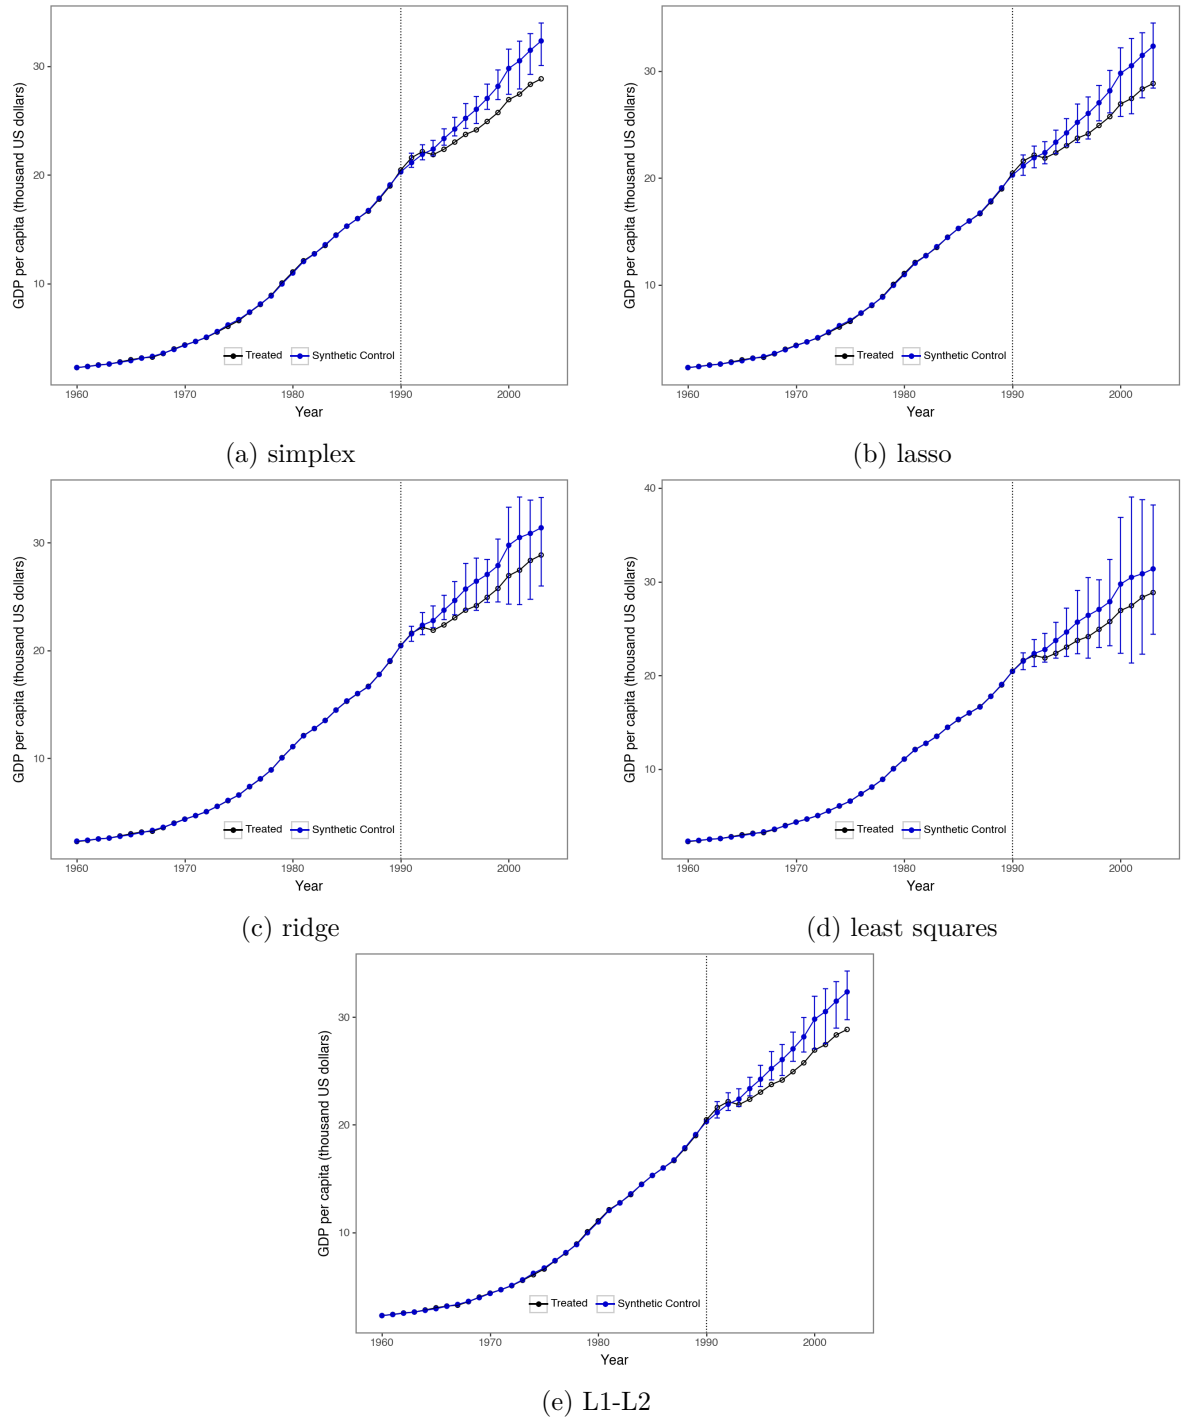 GDP per capita (thousand US dollars)
30
20
10
Treated Synthetic Control
1960 1970 1980 1990 2000
Year
(a) simplex
GDP per capita (thousand US dollars)
30
20
10
Treated Synthetic Control
1960 1970 1980 1990 2000
Year
(b) lasso
GDP per capita (thousand US dollars)
30
20
10
Treated Synthetic Control
1960 1970 1980 1990 2000
Year
(c) ridge
GDP per capita (thousand US dollars)
40
30
20
10
Treated Synthetic Control
1960 1970 1980 1990 2000
Year
(d) least squares
GDP per capita (thousand US dollars)
30
20
10
Treated Synthetic Control
1960 1970 1980 1990 2000
Year
(e) L1-L2